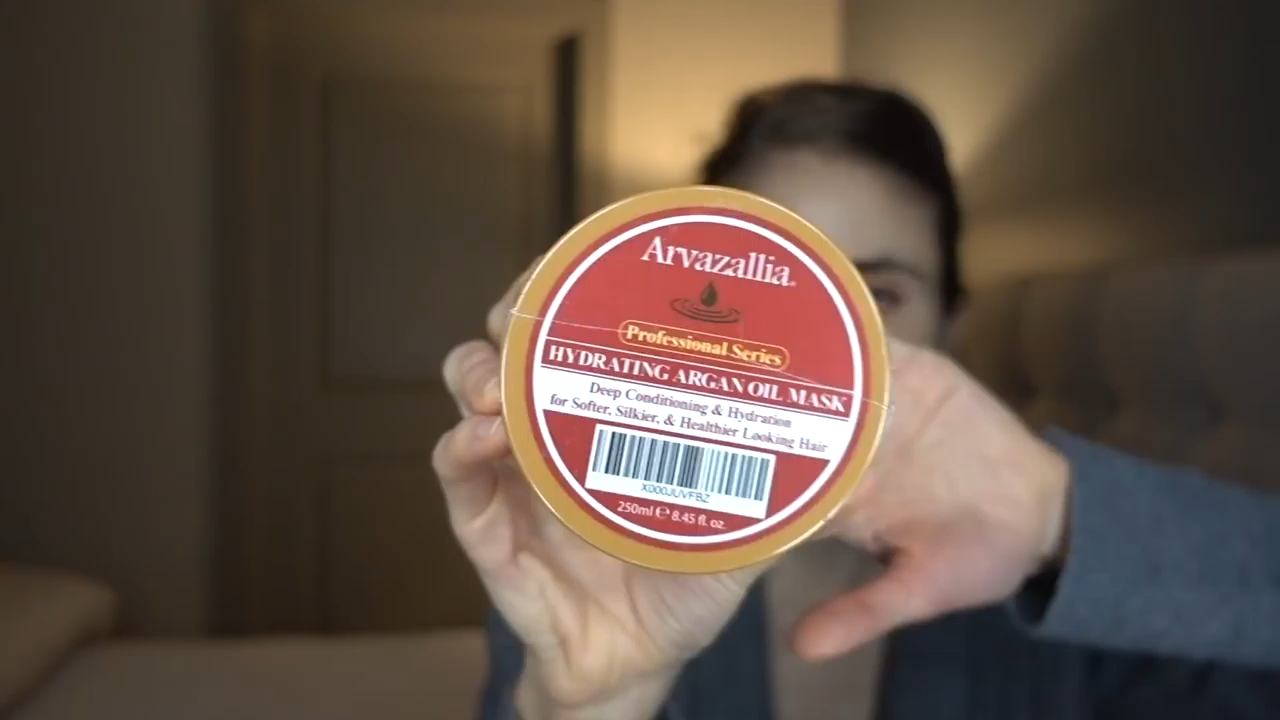 Arvazallia
Professional Series
HYDRATING ARGAN OIL MASK
Deep Conditioning & Hydration
for Softer, Silkier, & Healthier Looking Hair
X000JUVFBZ
250ml ℮ 8.45 fl. oz.